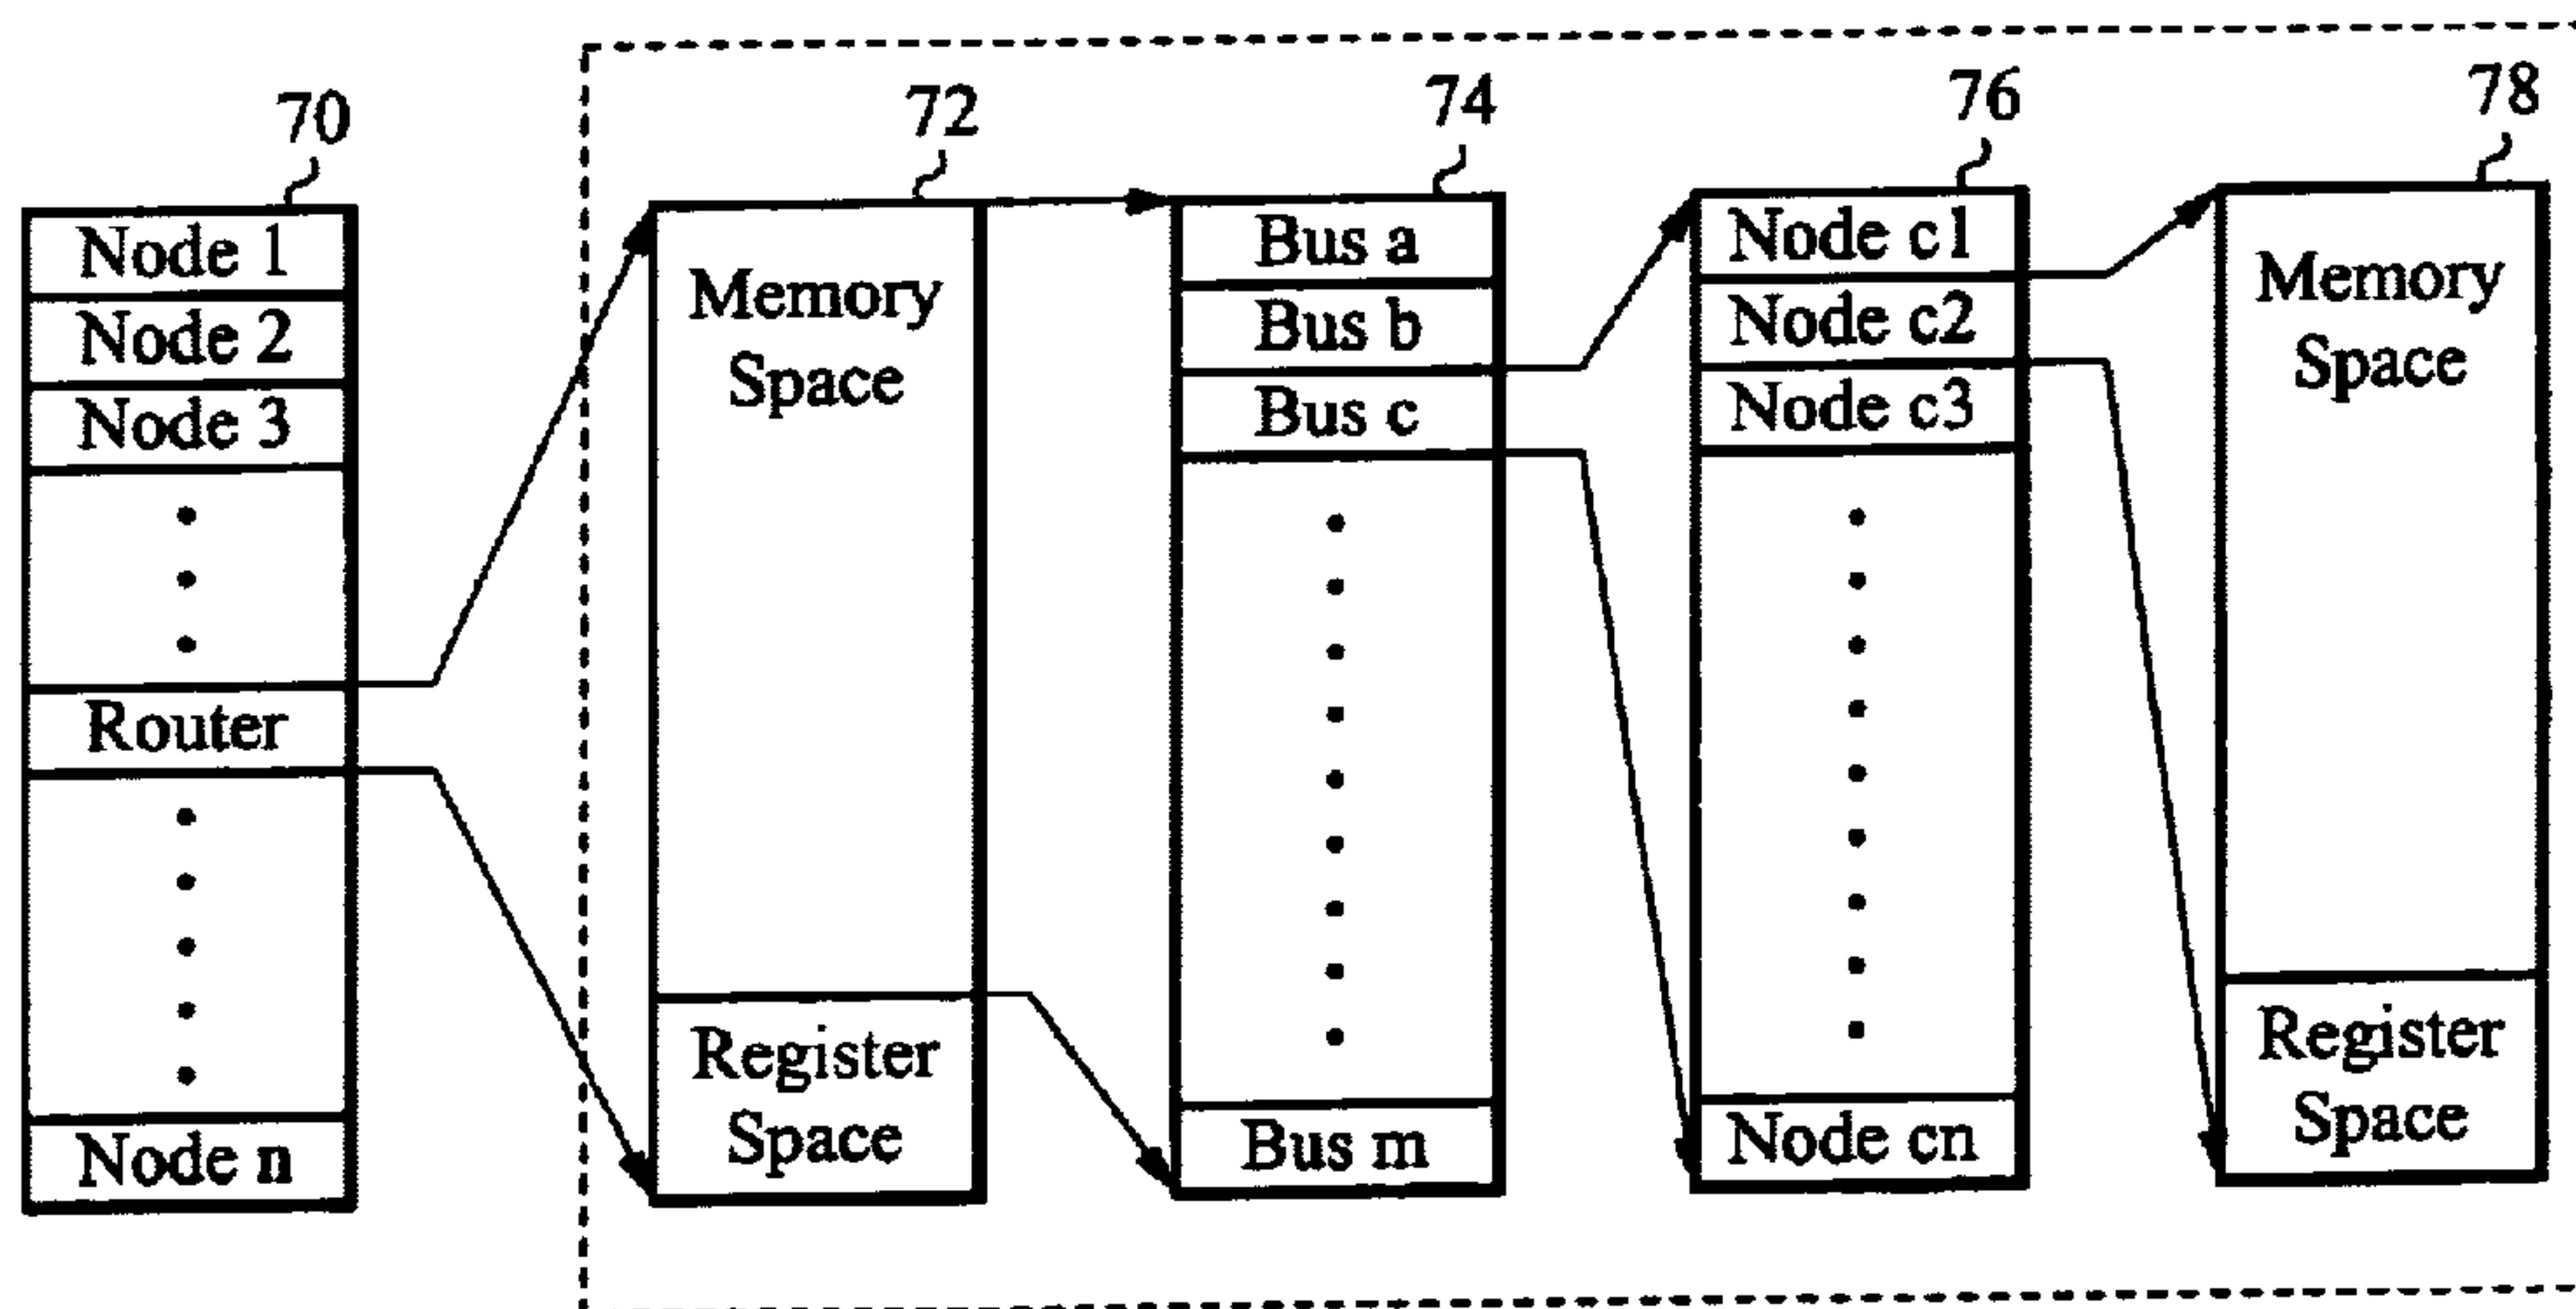 70
72
74
76
78
Node 1
Node 2
Node 3
Router
Node n
Memory
Space
Register
Space
Bus a
Bus b
Bus c
Bus m
Node c1
Node c2
Node c3
Node cn
Memory
Space
Register
Space